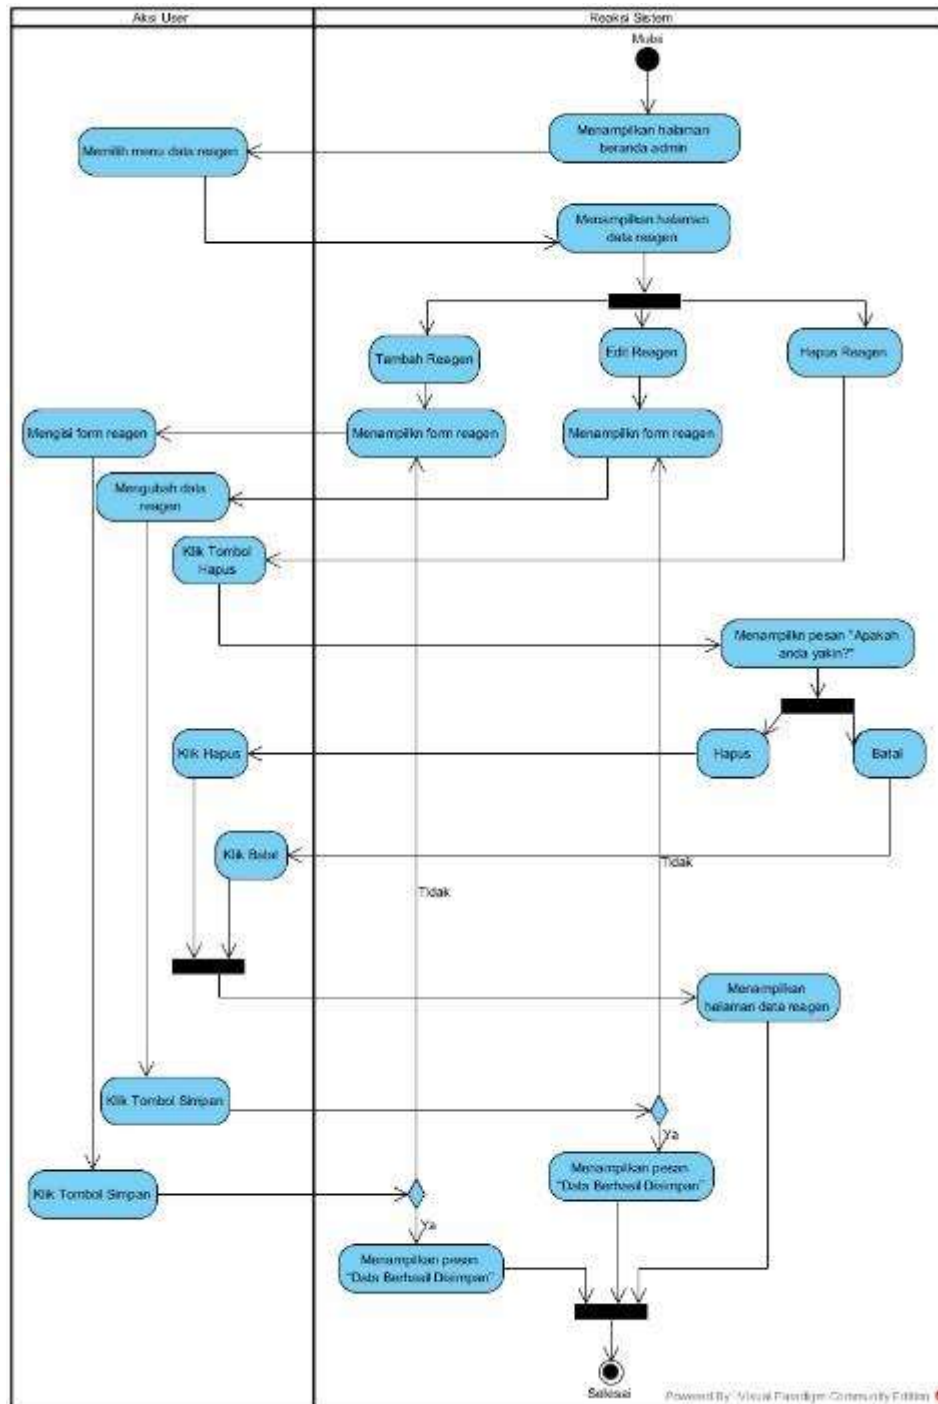 Aksi User
Reaksi Sistem
Mulai
Menampilkan halaman
beranda admin
Memilih menu data reagen
Menampilkan halaman
data reagen
Tambah Reagen
Edit Reagen
Hapus Reagen
Mengisi form reagen
Menampilkn form reagen
Menampilkn form reagen
Mengubah data
reagen
Klik Tombol
Hapus
Menampilkn pesan "Apakah
anda yakin?"
Klik Hapus
Hapus
Batal
Klik Batal
Tidak
Tidak
Menampilkan
halaman data reagen
Klik Tombol Simpan
Ya
Menampilkan pesan
"Data Berhasil Disimpan"
Klik Tombol Simpan
Ya
Menampilkan pesan
"Data Berhasil Disimpan"
Selesai
Powered By Visual Paradigm Community Edition